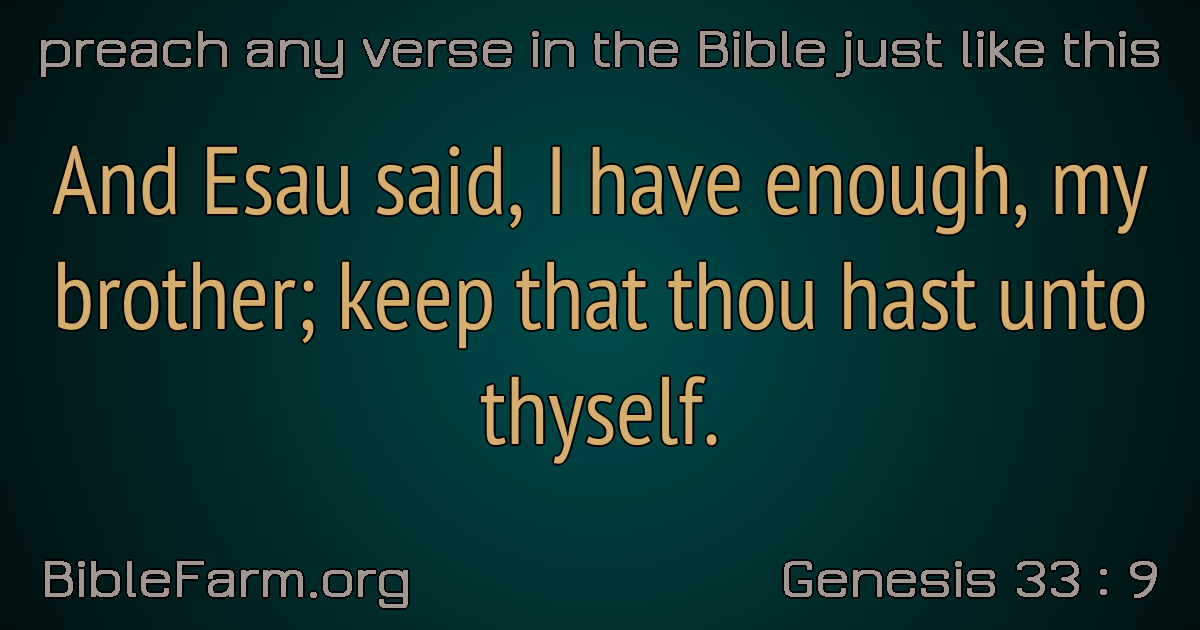 preach any verse in the Bible just like this
And Esau said, I have enough, my
brother; keep that thou hast unto
thyself.
BibleFarm.org
Genesis 33 : 9